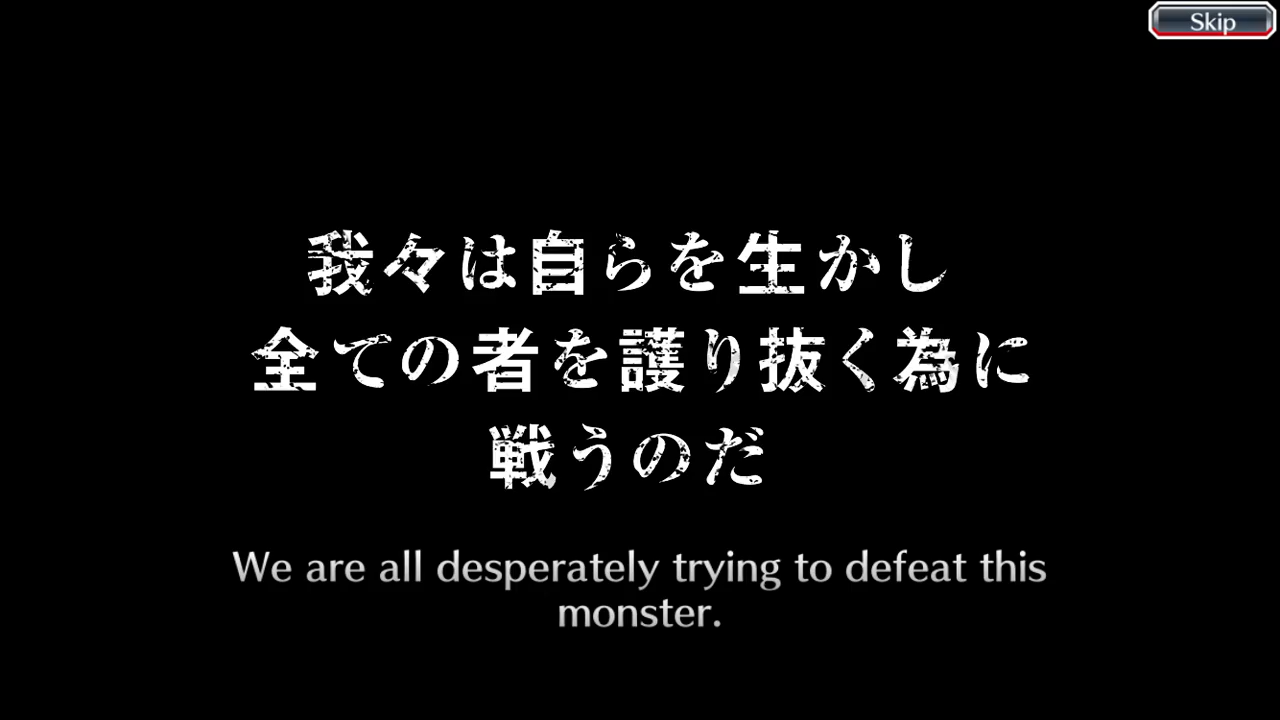 Skip
我々は自らを生かし
全ての者を護り抜く為に
戦うのだ
We are all desperately trying to defeat this
monster.